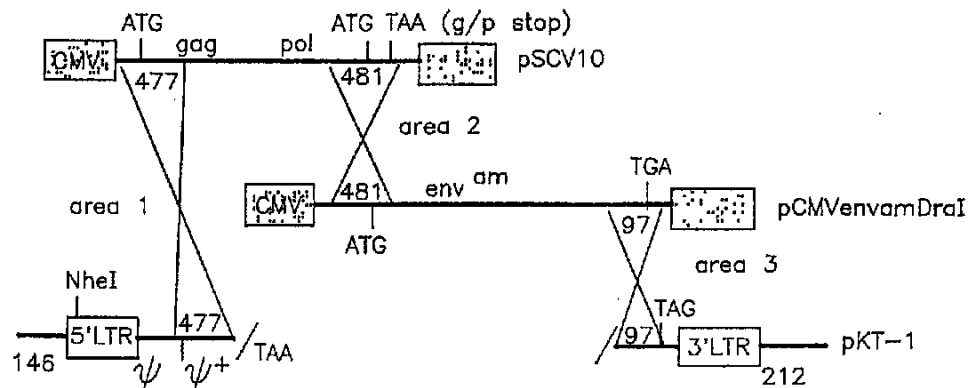 ATG gag pol ATG TAA (g/p stop)
CMV 477 481 pSCV10
area 2
area 1 CMV 481 env am TGA 97 pCMVenvamDraI
ATG
area 3
NheI
5'LTR 477 /TAA 97 TAG 3'LTR pKT-1
146 ψ ψ+ 212